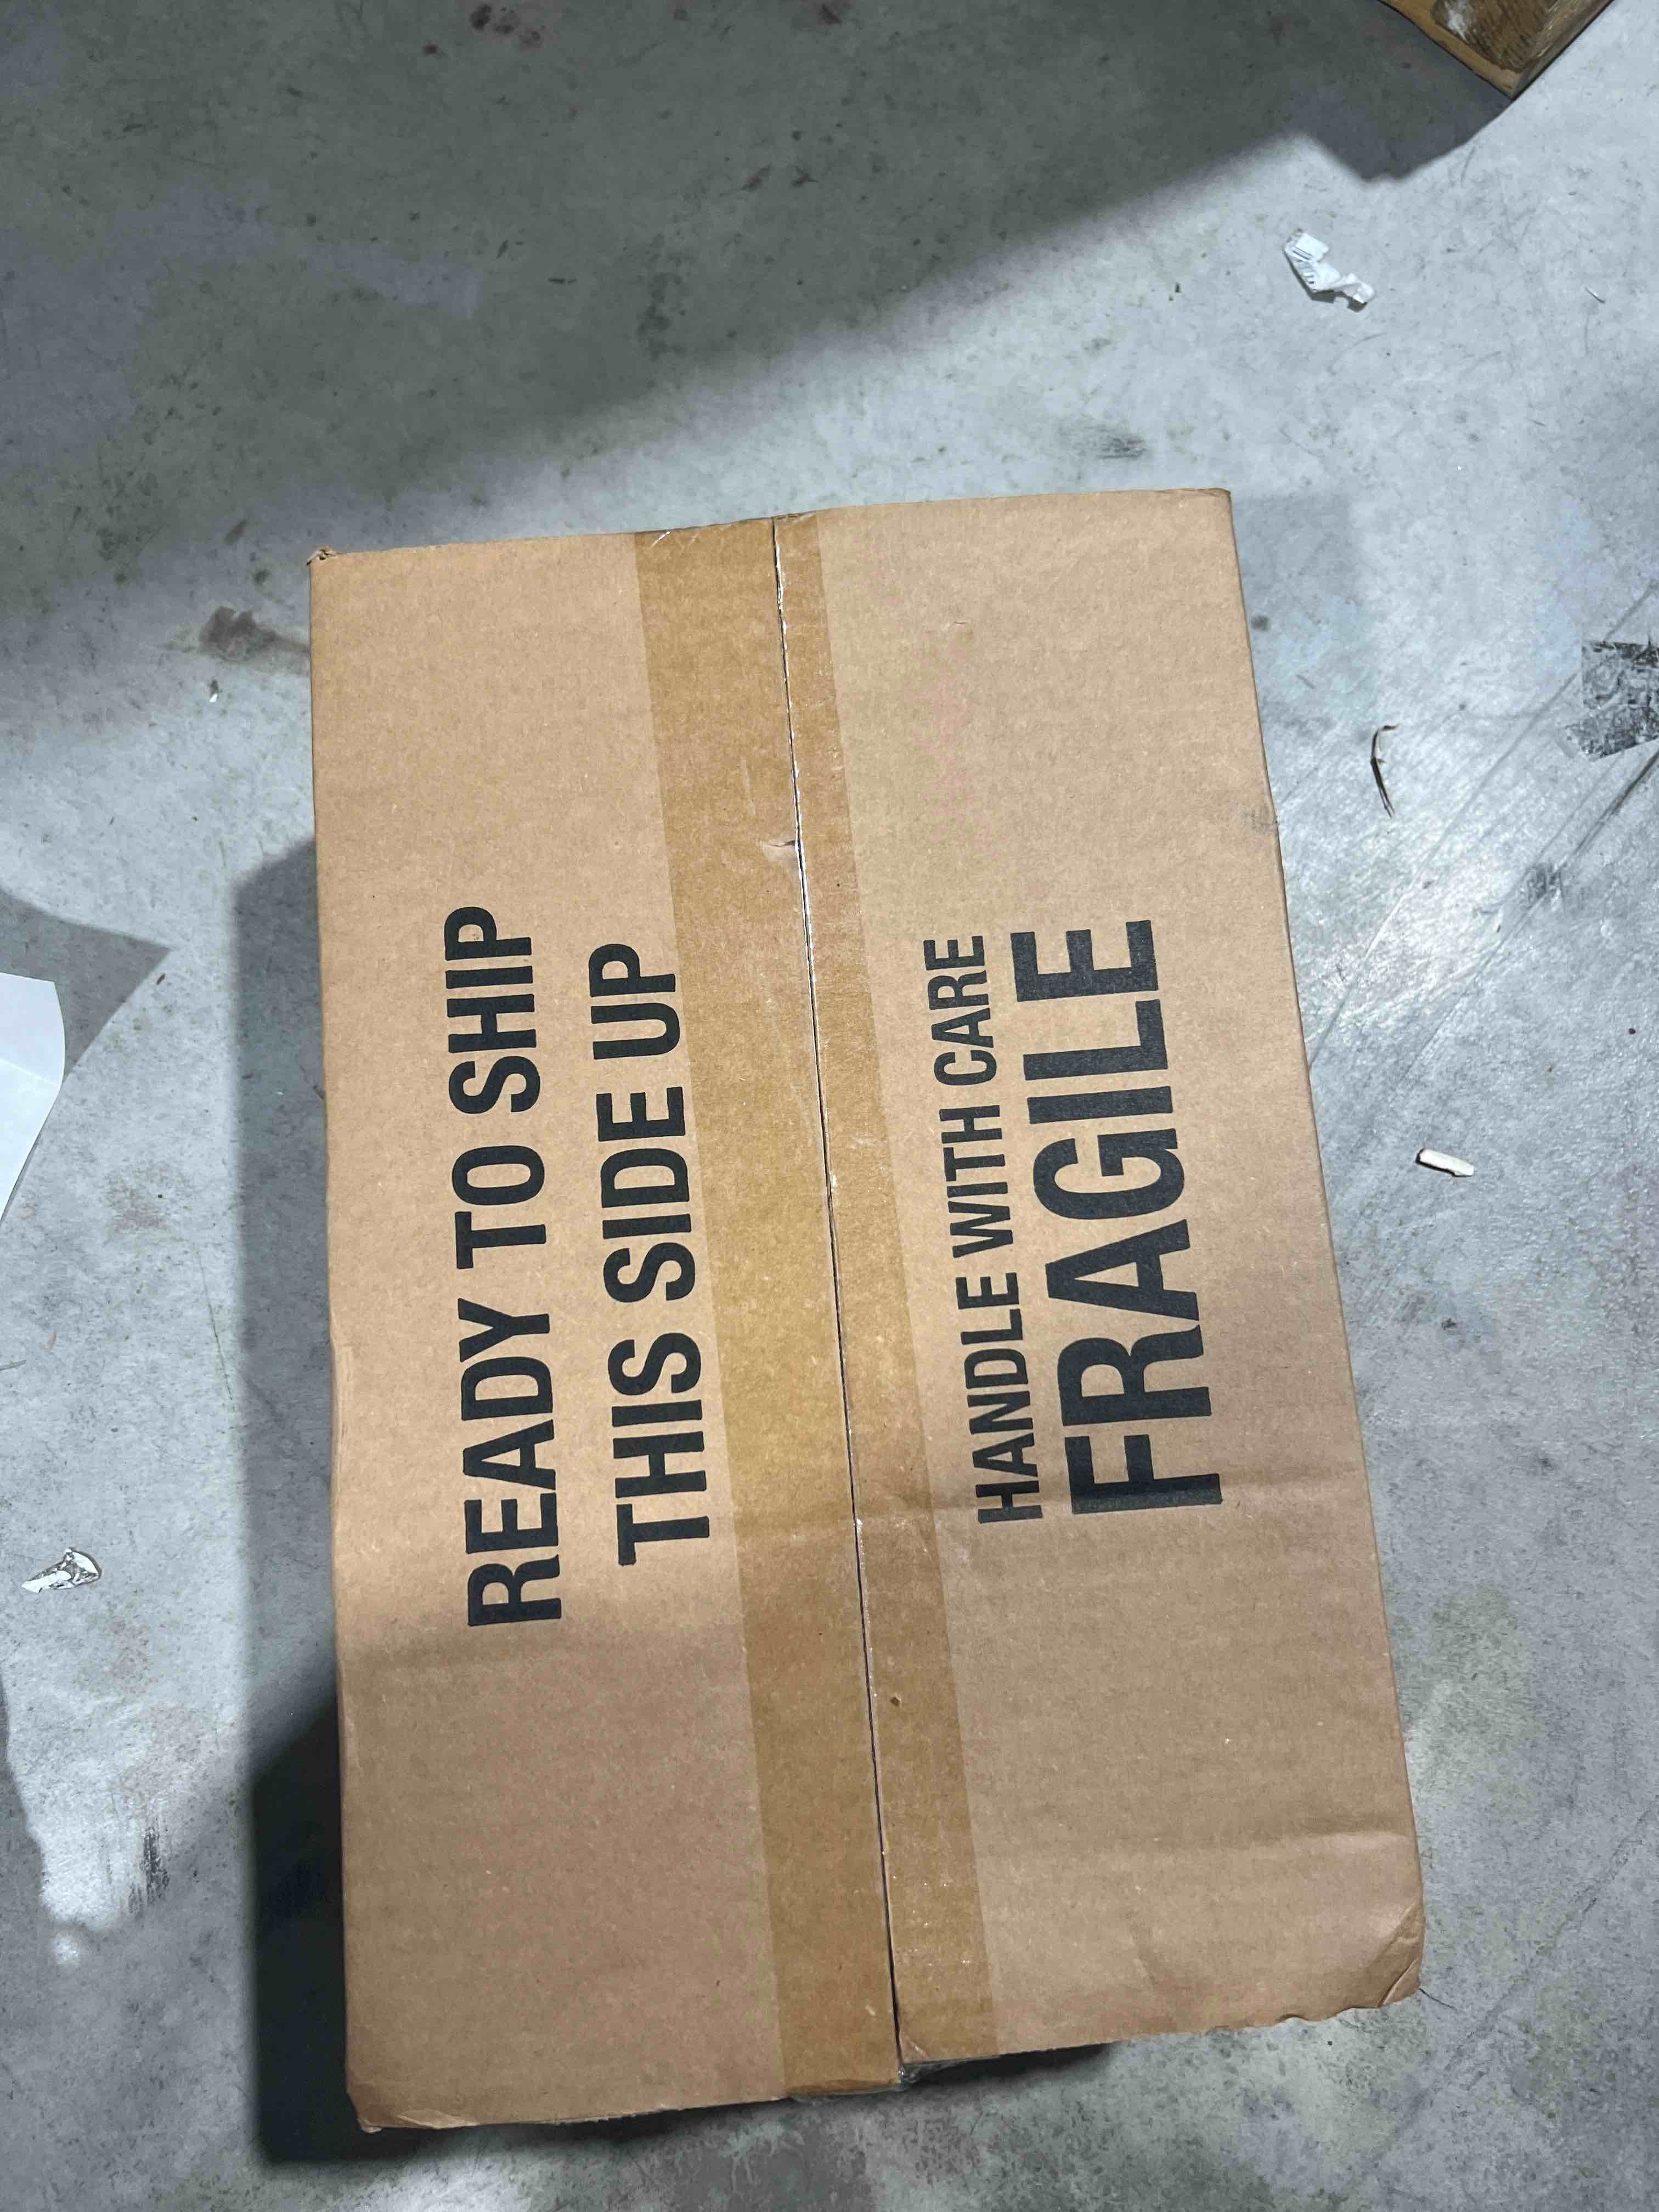 READY TO SHIP
THIS SIDE UP
HANDLE WITH CARE
FRAGILE